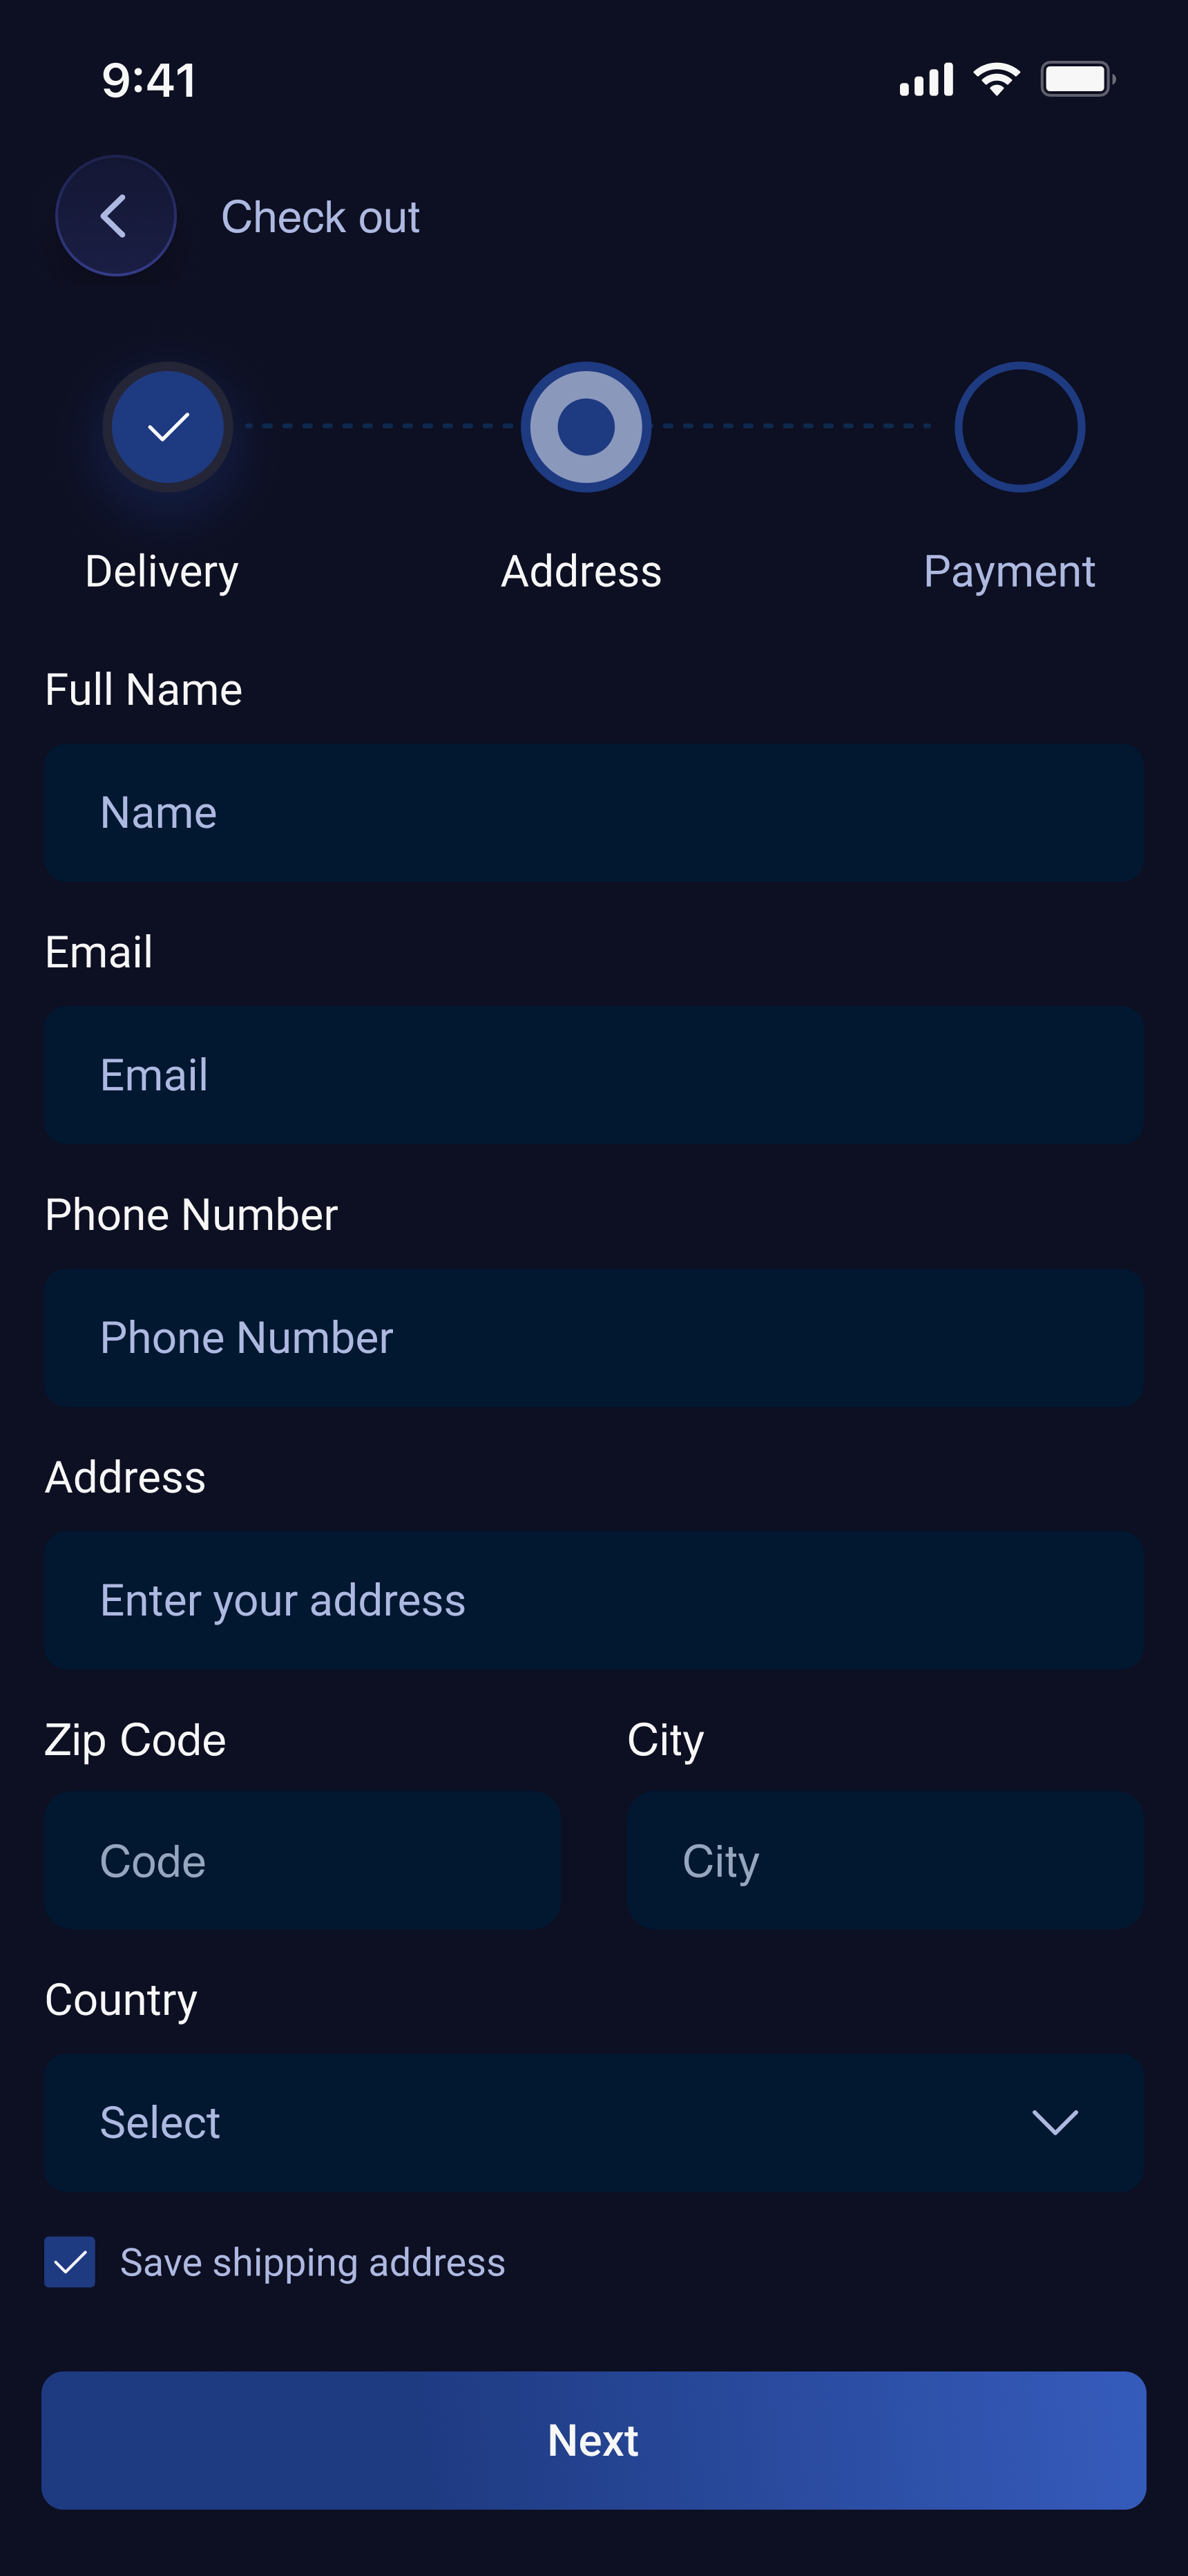 9:41
Check out
Delivery Address Payment
Full Name
Name
Email
Email
Phone Number
Phone Number
Address
Enter your address
Zip Code City
Code City
Country
Select
Save shipping address
Next